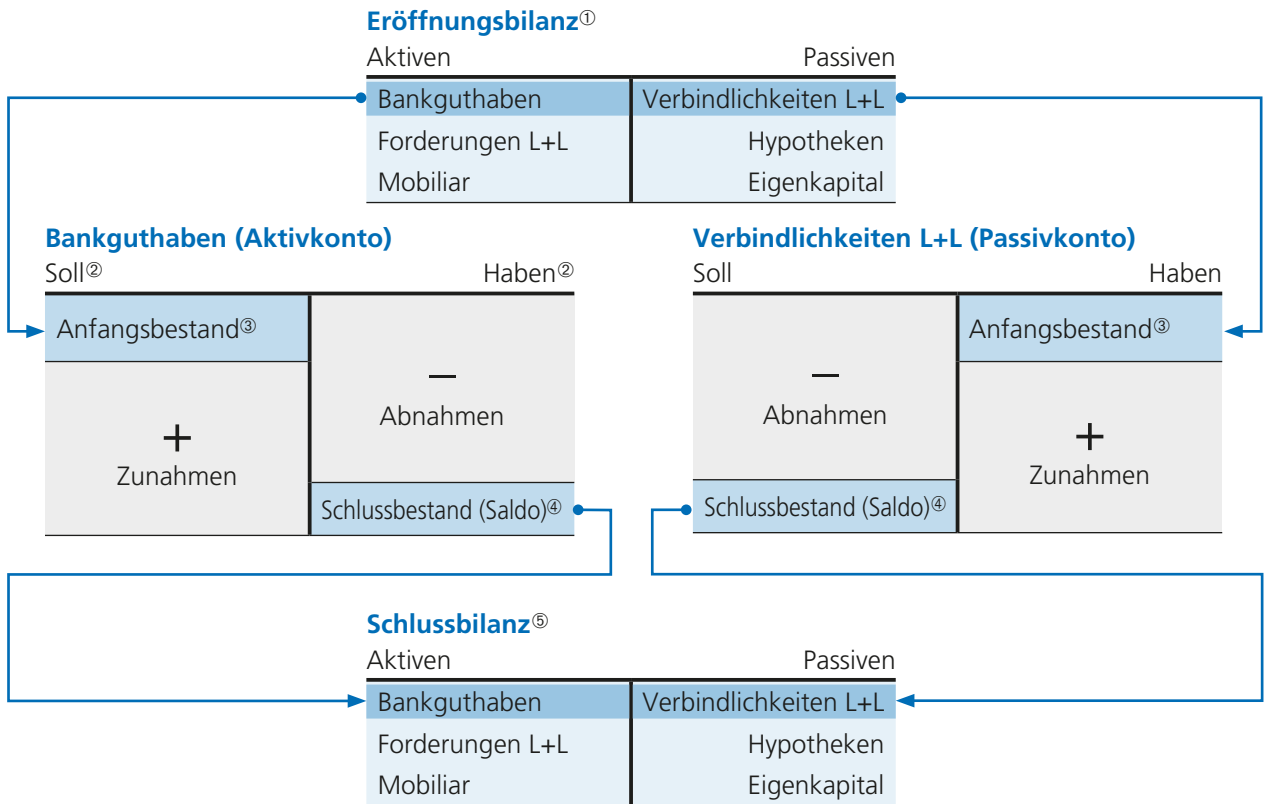 Eröffnungsbilanz①
Aktiven Passiven
Bankguthaben Verbindlichkeiten L+L
Forderungen L+L Hypotheken
Mobiliar Eigenkapital
Bankguthaben (Aktivkonto)
Soll② Haben②
Anfangsbestand③
+
Zunahmen
–
Abnahmen
Schlussbestand (Saldo)④
Verbindlichkeiten L+L (Passivkonto)
Soll Haben
–
Abnahmen
Schlussbestand (Saldo)④
Anfangsbestand③
+
Zunahmen
Schlussbilanz⑤
Aktiven Passiven
Bankguthaben Verbindlichkeiten L+L
Forderungen L+L Hypotheken
Mobiliar Eigenkapital